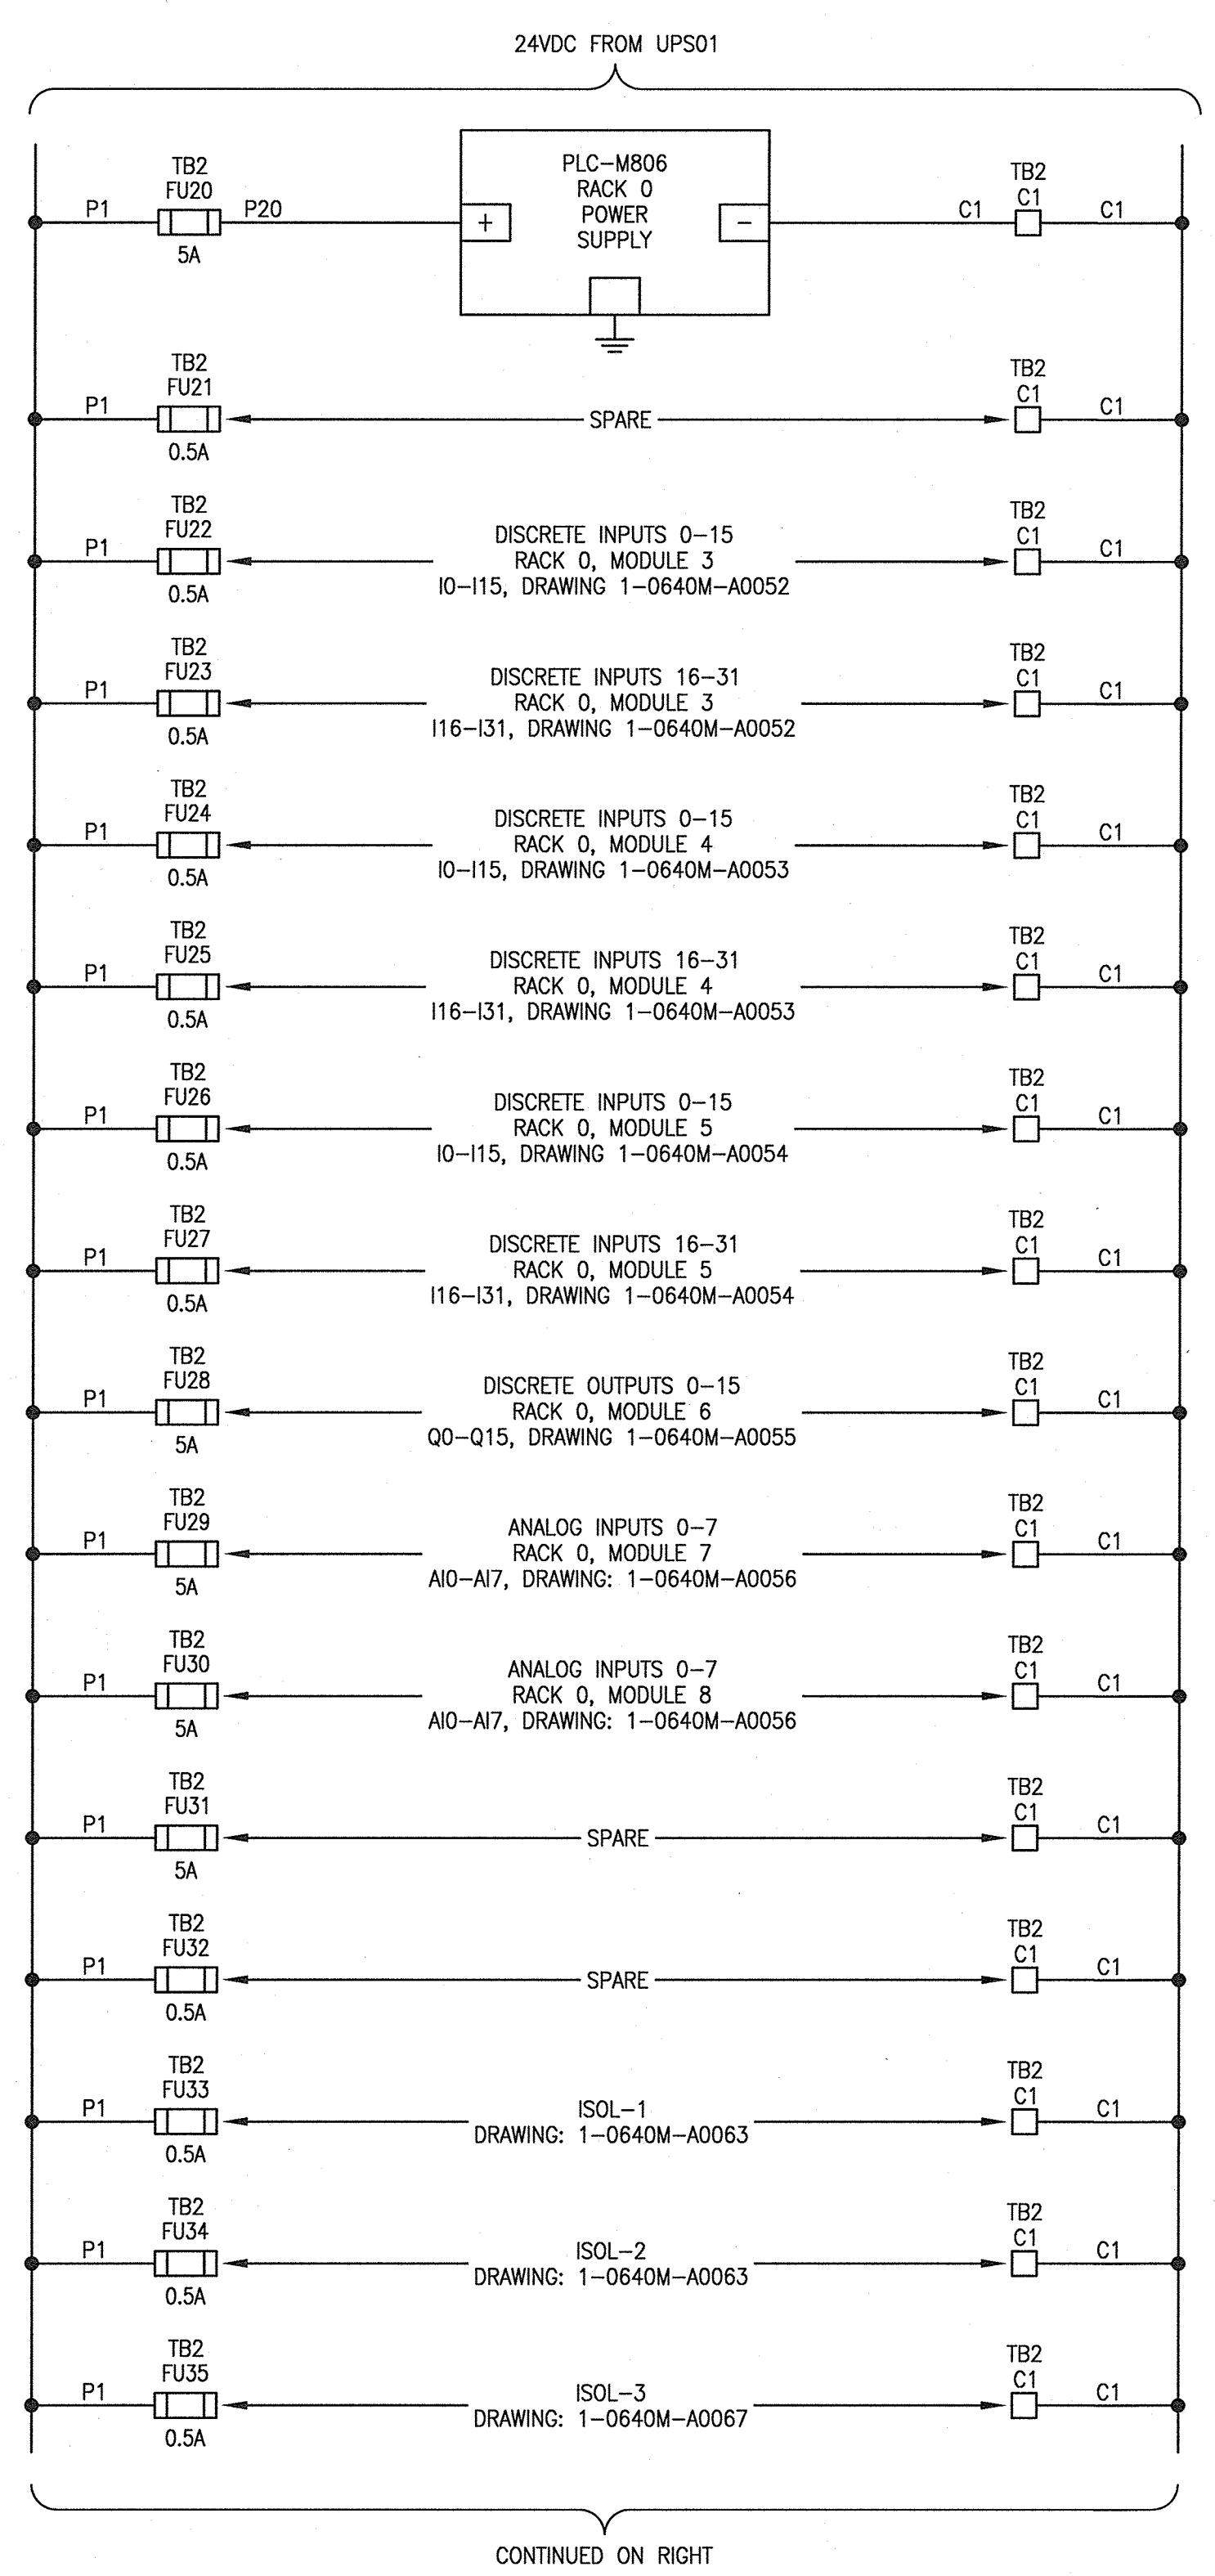 24VDC FROM UPS01
TB2
FU20
P1
P20
5A
PLC-M806
RACK 0
POWER
SUPPLY
+
-
C1
TB2
C1
C1
TB2
FU21
P1
0.5A
SPARE
TB2
C1
C1
TB2
FU22
P1
0.5A
DISCRETE INPUTS 0-15
RACK 0, MODULE 3
I0-I15, DRAWING 1-0640M-A0052
TB2
C1
C1
TB2
FU23
P1
0.5A
DISCRETE INPUTS 16-31
RACK 0, MODULE 3
I16-I31, DRAWING 1-0640M-A0052
TB2
C1
C1
TB2
FU24
P1
0.5A
DISCRETE INPUTS 0-15
RACK 0, MODULE 4
I0-I15, DRAWING 1-0640M-A0053
TB2
C1
C1
TB2
FU25
P1
0.5A
DISCRETE INPUTS 16-31
RACK 0, MODULE 4
I16-I31, DRAWING 1-0640M-A0053
TB2
C1
C1
TB2
FU26
P1
0.5A
DISCRETE INPUTS 0-15
RACK 0, MODULE 5
I0-I15, DRAWING 1-0640M-A0054
TB2
C1
C1
TB2
FU27
P1
0.5A
DISCRETE INPUTS 16-31
RACK 0, MODULE 5
I16-I31, DRAWING 1-0640M-A0054
TB2
C1
C1
TB2
FU28
P1
5A
DISCRETE OUTPUTS 0-15
RACK 0, MODULE 6
Q0-Q15, DRAWING 1-0640M-A0055
TB2
C1
C1
TB2
FU29
P1
5A
ANALOG INPUTS 0-7
RACK 0, MODULE 7
AI0-AI7, DRAWING: 1-0640M-A0056
TB2
C1
C1
TB2
FU30
P1
5A
ANALOG INPUTS 0-7
RACK 0, MODULE 8
AI0-AI7, DRAWING: 1-0640M-A0056
TB2
C1
C1
TB2
FU31
P1
5A
SPARE
TB2
C1
C1
TB2
FU32
P1
0.5A
SPARE
TB2
C1
C1
TB2
FU33
P1
0.5A
ISOL-1
DRAWING: 1-0640M-A0063
TB2
C1
C1
TB2
FU34
P1
0.5A
ISOL-2
DRAWING: 1-0640M-A0063
TB2
C1
C1
TB2
FU35
P1
0.5A
ISOL-3
DRAWING: 1-0640M-A0067
TB2
C1
C1
CONTINUED ON RIGHT